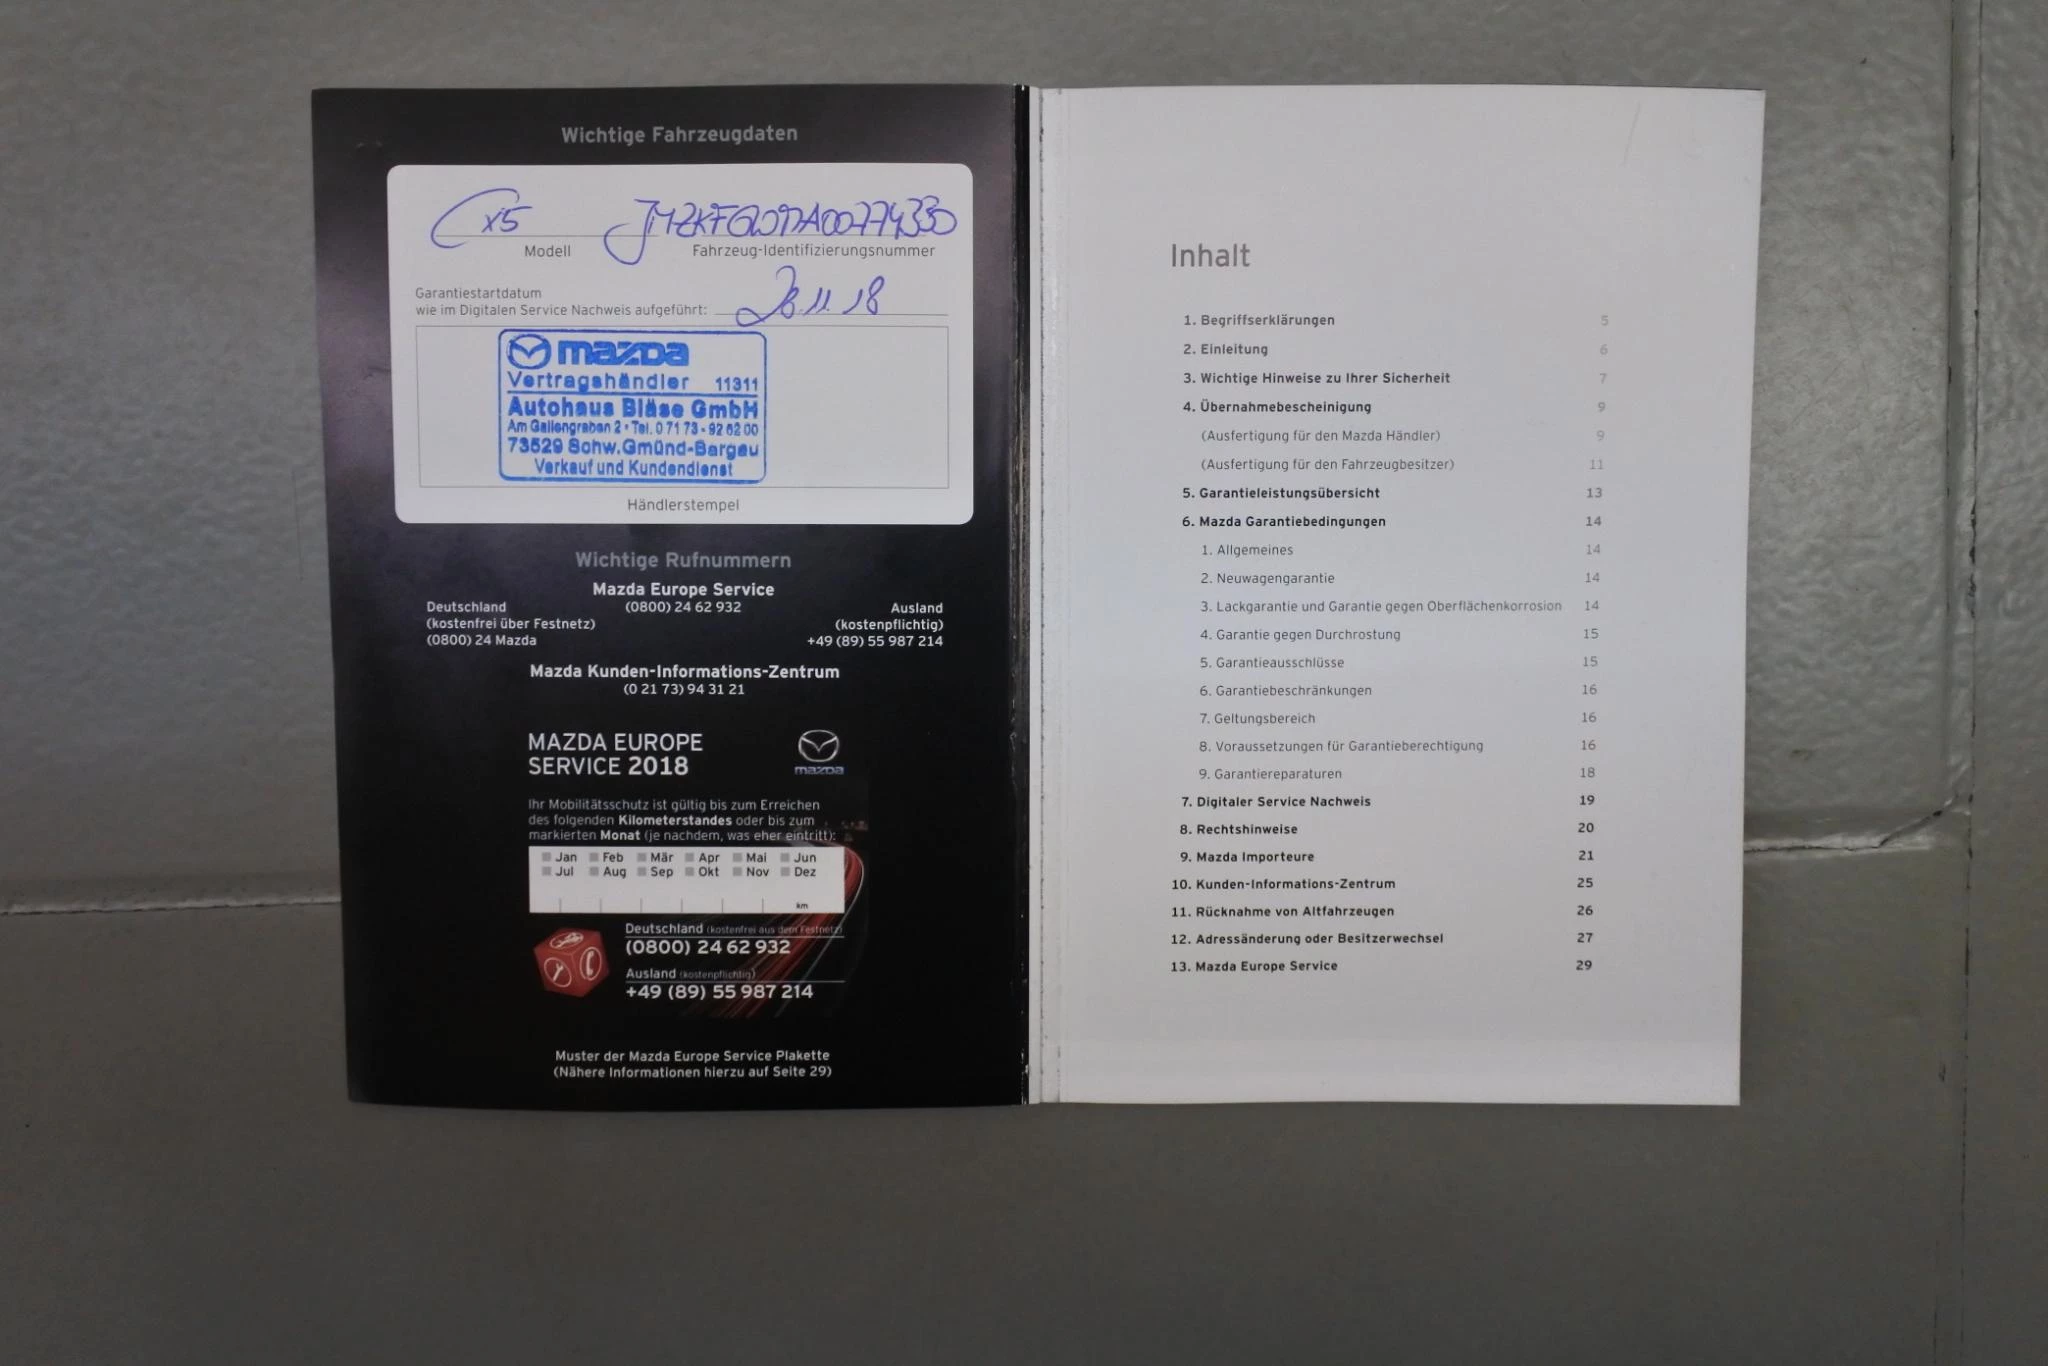 Wichtige Fahrzeugdaten
CX5
Modell Fahrzeug-Identifizierungsnummer
Garantiestartdatum
wie im Digitalen Service Nachweis aufgeführt: 28.11.18
mazda
Vertragshändler 11311
Autohaus Bläse GmbH
Am Gallengraben 2 • Tel. 0 71 73 - 92 62 00
73529 Schw.Gmünd-Bargau
Verkauf und Kundendienst
Händlerstempel
Wichtige Rufnummern
Mazda Europe Service
(0800) 24 62 932
Deutschland
(kostenfrei über Festnetz)
(0800) 24 Mazda
Ausland
(kostenpflichtig)
+49 (89) 55 987 214
Mazda Kunden-Informations-Zentrum
(0 21 73) 94 31 21
MAZDA EUROPE
SERVICE 2018
mazda
Ihr Mobilitätsschutz ist gültig bis zum Erreichen
des folgenden Kilometerstandes oder bis zum
markierten Monat (je nachdem, was eher eintritt):
Jan Feb Mär Apr Mai Jun
Jul Aug Sep Okt Nov Dez
km
Deutschland (kostenfrei aus dem Festnetz)
(0800) 24 62 932
Ausland (kostenpflichtig)
+49 (89) 55 987 214
Muster der Mazda Europe Service Plakette
(Nähere Informationen hierzu auf Seite 29)
Inhalt
1. Begriffserklärungen 5
2. Einleitung 6
3. Wichtige Hinweise zu Ihrer Sicherheit 7
4. Übernahmebescheinigung 9
(Ausfertigung für den Mazda Händler) 9
(Ausfertigung für den Fahrzeugbesitzer) 11
5. Garantieleistungsübersicht 13
6. Mazda Garantiebedingungen 14
1. Allgemeines 14
2. Neuwagengarantie 14
3. Lackgarantie und Garantie gegen Oberflächenkorrosion 14
4. Garantie gegen Durchrostung 15
5. Garantieausschlüsse 15
6. Garantiebeschränkungen 16
7. Geltungsbereich 16
8. Voraussetzungen für Garantieberechtigung 16
9. Garantiereparaturen 18
7. Digitaler Service Nachweis 19
8. Rechtshinweise 20
9. Mazda Importeure 21
10. Kunden-Informations-Zentrum 25
11. Rücknahme von Altfahrzeugen 26
12. Adressänderung oder Besitzerwechsel 27
13. Mazda Europe Service 29